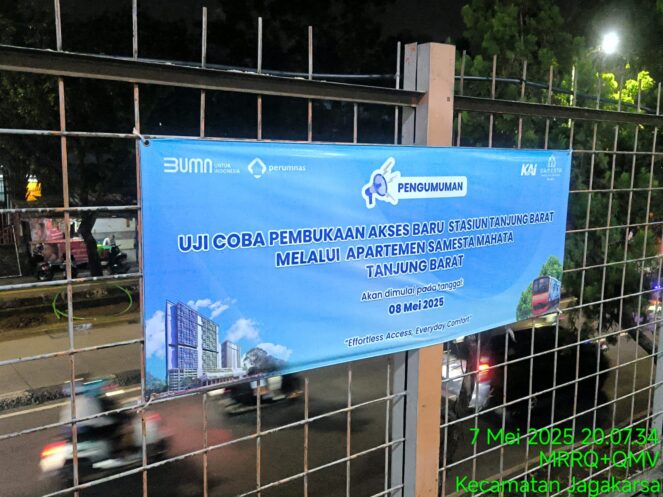 BUMN UNTUK INDONESIA
perumnas
KAI
SAMESTA
PENGUMUMAN
UJI COBA PEMBUKAAN AKSES BARU STASIUN TANJUNG BARAT
MELALUI APARTEMEN SAMESTA MAHATA
TANJUNG BARAT
Akan dimulai pada tanggal:
08 Mei 2025
"Effortless Access, Everyday Comfort"
7 Mei 2025 20.07.34
MRRQ+QMV
Kecamatan Jagakarsa